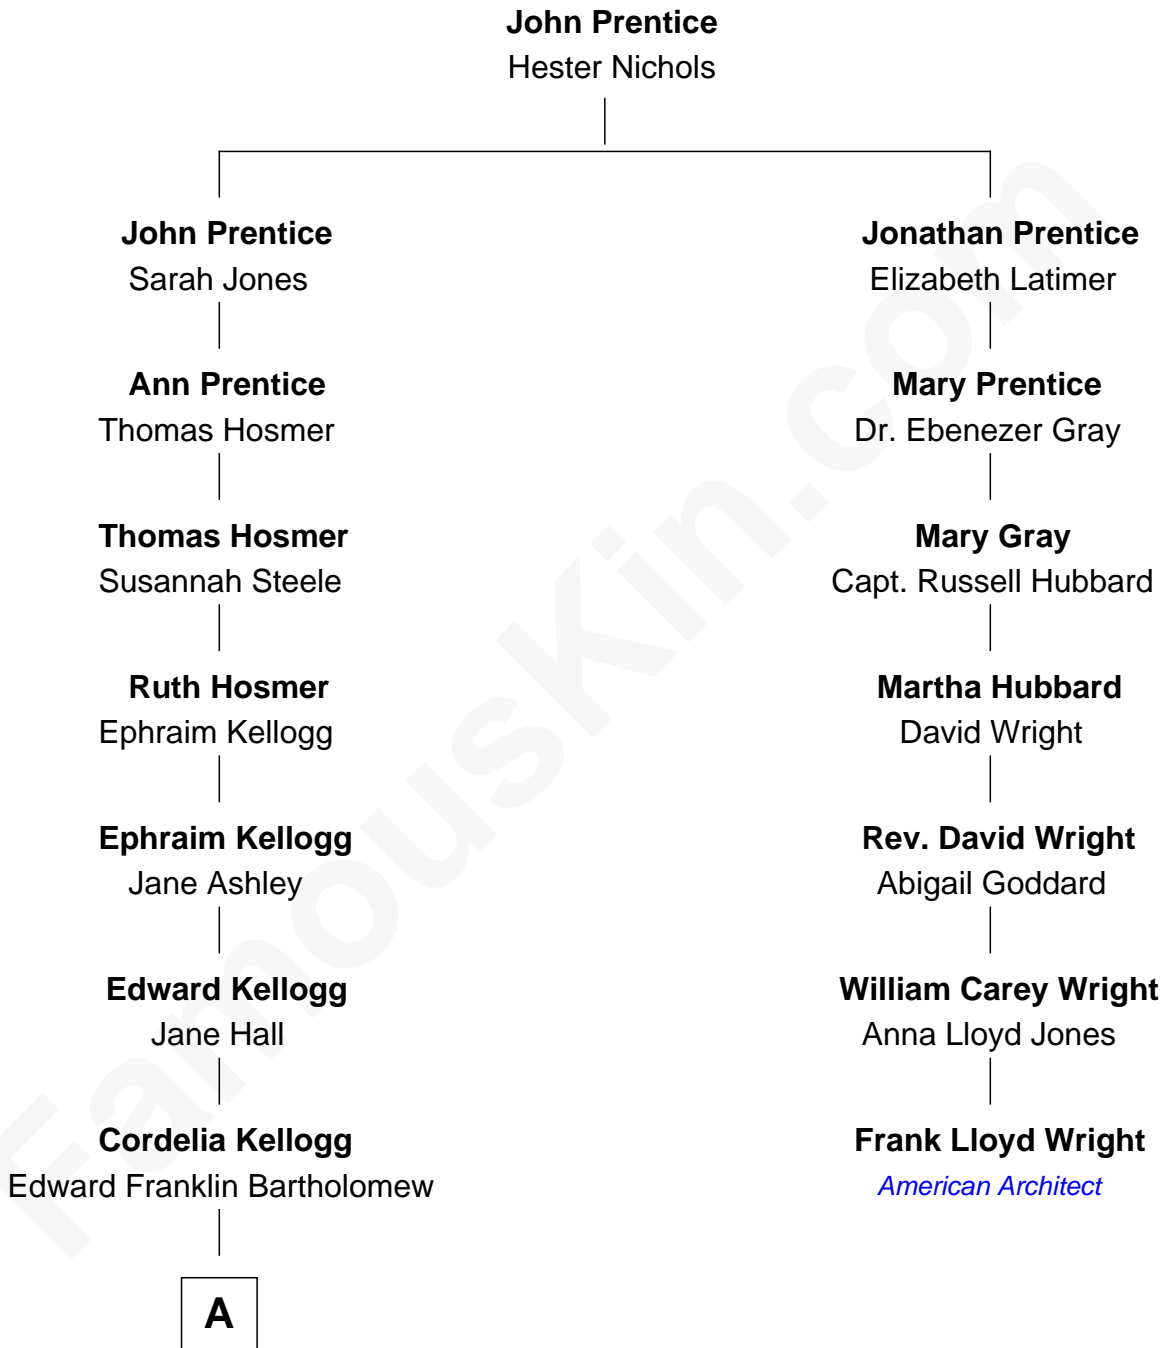 John Prentice
Hester Nichols
John Prentice
Sarah Jones
Jonathan Prentice
Elizabeth Latimer
Ann Prentice
Thomas Hosmer
Mary Prentice
Dr. Ebenezer Gray
Thomas Hosmer
Susannah Steele
Mary Gray
Capt. Russell Hubbard
Ruth Hosmer
Ephraim Kellogg
Martha Hubbard
David Wright
Ephraim Kellogg
Jane Ashley
Rev. David Wright
Abigail Goddard
Edward Kellogg
Jane Hall
William Carey Wright
Anna Lloyd Jones
Cordelia Kellogg
Edward Franklin Bartholomew
Frank Lloyd Wright
American Architect
A
FamousKin.com